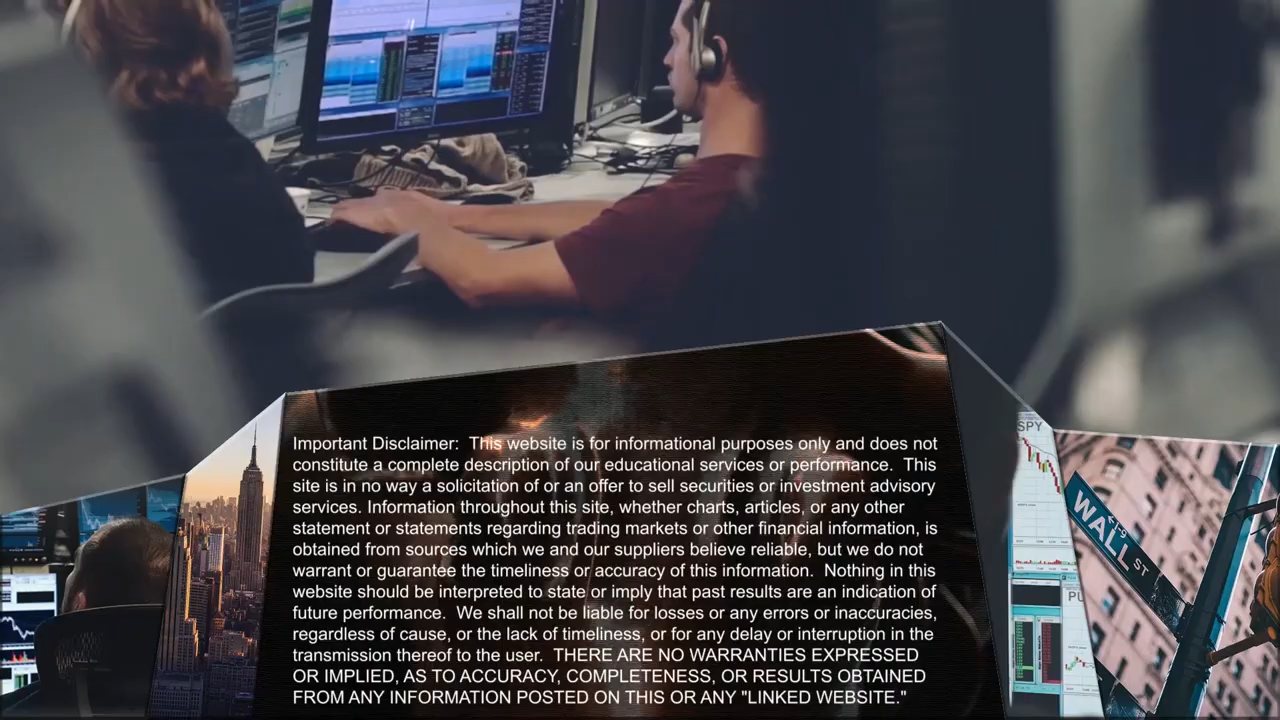 Important Disclaimer:  This website is for informational purposes only and does not
constitute a complete description of our educational services or performance.  This
site is in no way a solicitation of or an offer to sell securities or investment advisory
services. Information throughout this site, whether charts, articles, or any other
statement or statements regarding trading markets or other financial information, is
obtained from sources which we and our suppliers believe reliable, but we do not
warrant or guarantee the timeliness or accuracy of this information.  Nothing in this
website should be interpreted to state or imply that past results are an indication of
future performance.  We shall not be liable for losses or any errors or inaccuracies,
regardless of cause, or the lack of timeliness, or for any delay or interruption in the
transmission thereof to the user.  THERE ARE NO WARRANTIES EXPRESSED
OR IMPLIED, AS TO ACCURACY, COMPLETENESS, OR RESULTS OBTAINED
FROM ANY INFORMATION POSTED ON THIS OR ANY "LINKED WEBSITE."
SPY
WALL ST